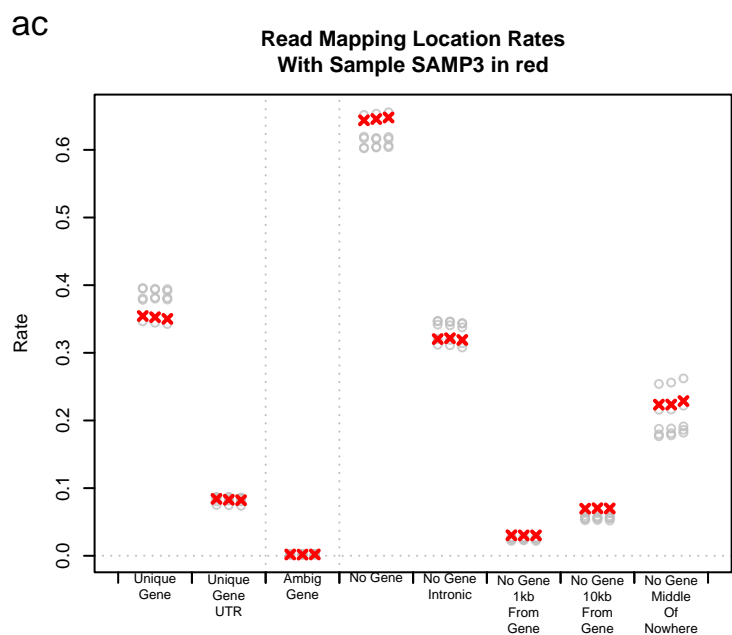 ac
Read Mapping Location Rates
With Sample SAMP3 in red
Rate
0.6
0.5
0.4
0.3
0.2
0.1
0.0
Unique
Gene
Unique
Gene
UTR
Ambig
Gene
No Gene
No Gene
Intronic
No Gene
1kb
From
Gene
No Gene
10kb
From
Gene
No Gene
Middle
Of
Nowhere